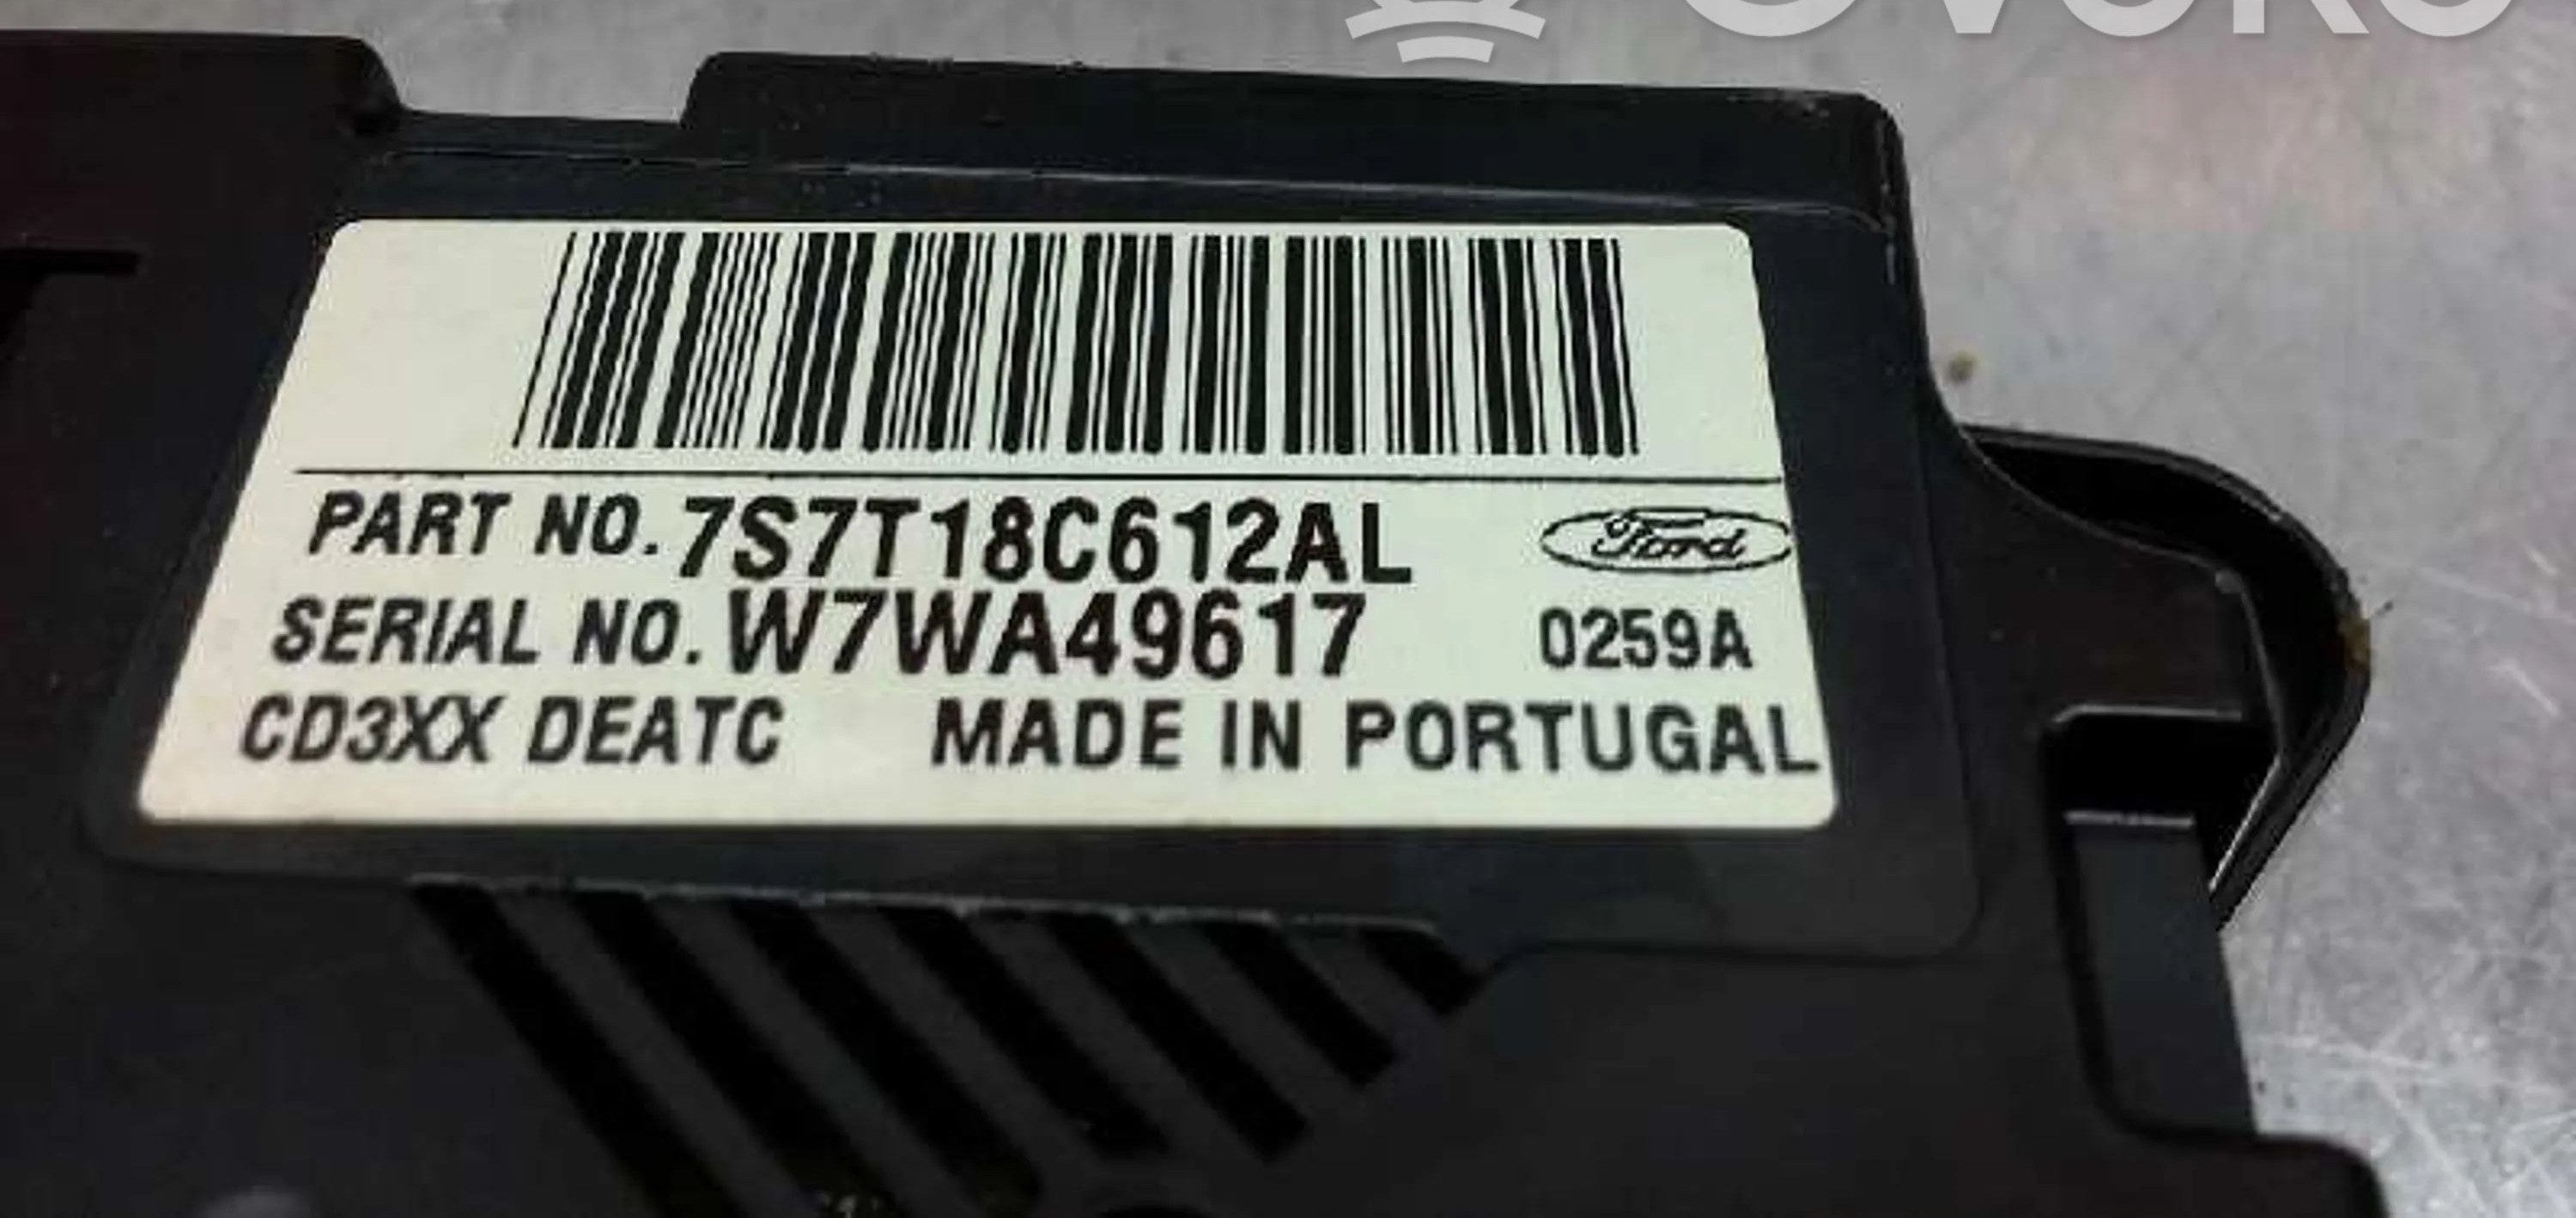 PART NO. 7S7T18C612AL
Ford
SERIAL NO. W7WA49617
0259A
CD3XX DEATC MADE IN PORTUGAL